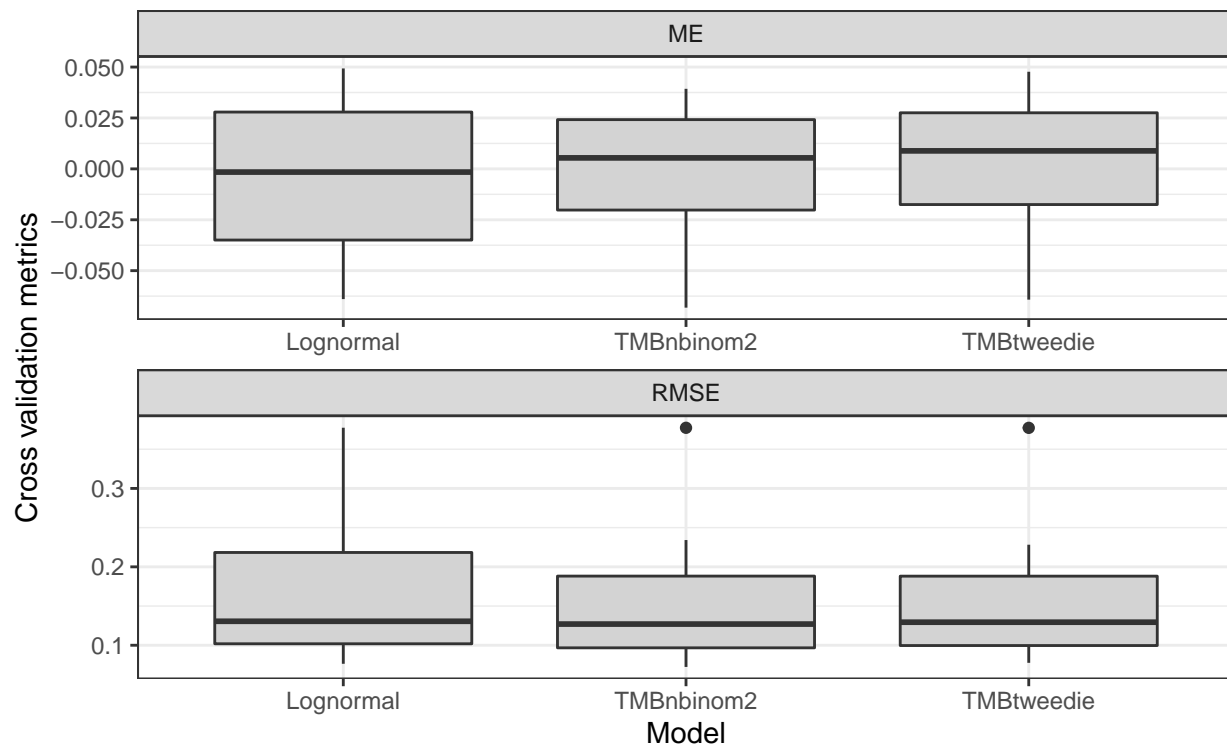 ME
0.050
0.025
0.000
−0.025
−0.050
Lognormal TMBnbinom2 TMBtweedie
RMSE
0.3
0.2
0.1
Lognormal TMBnbinom2 TMBtweedie
Model
Cross validation metrics